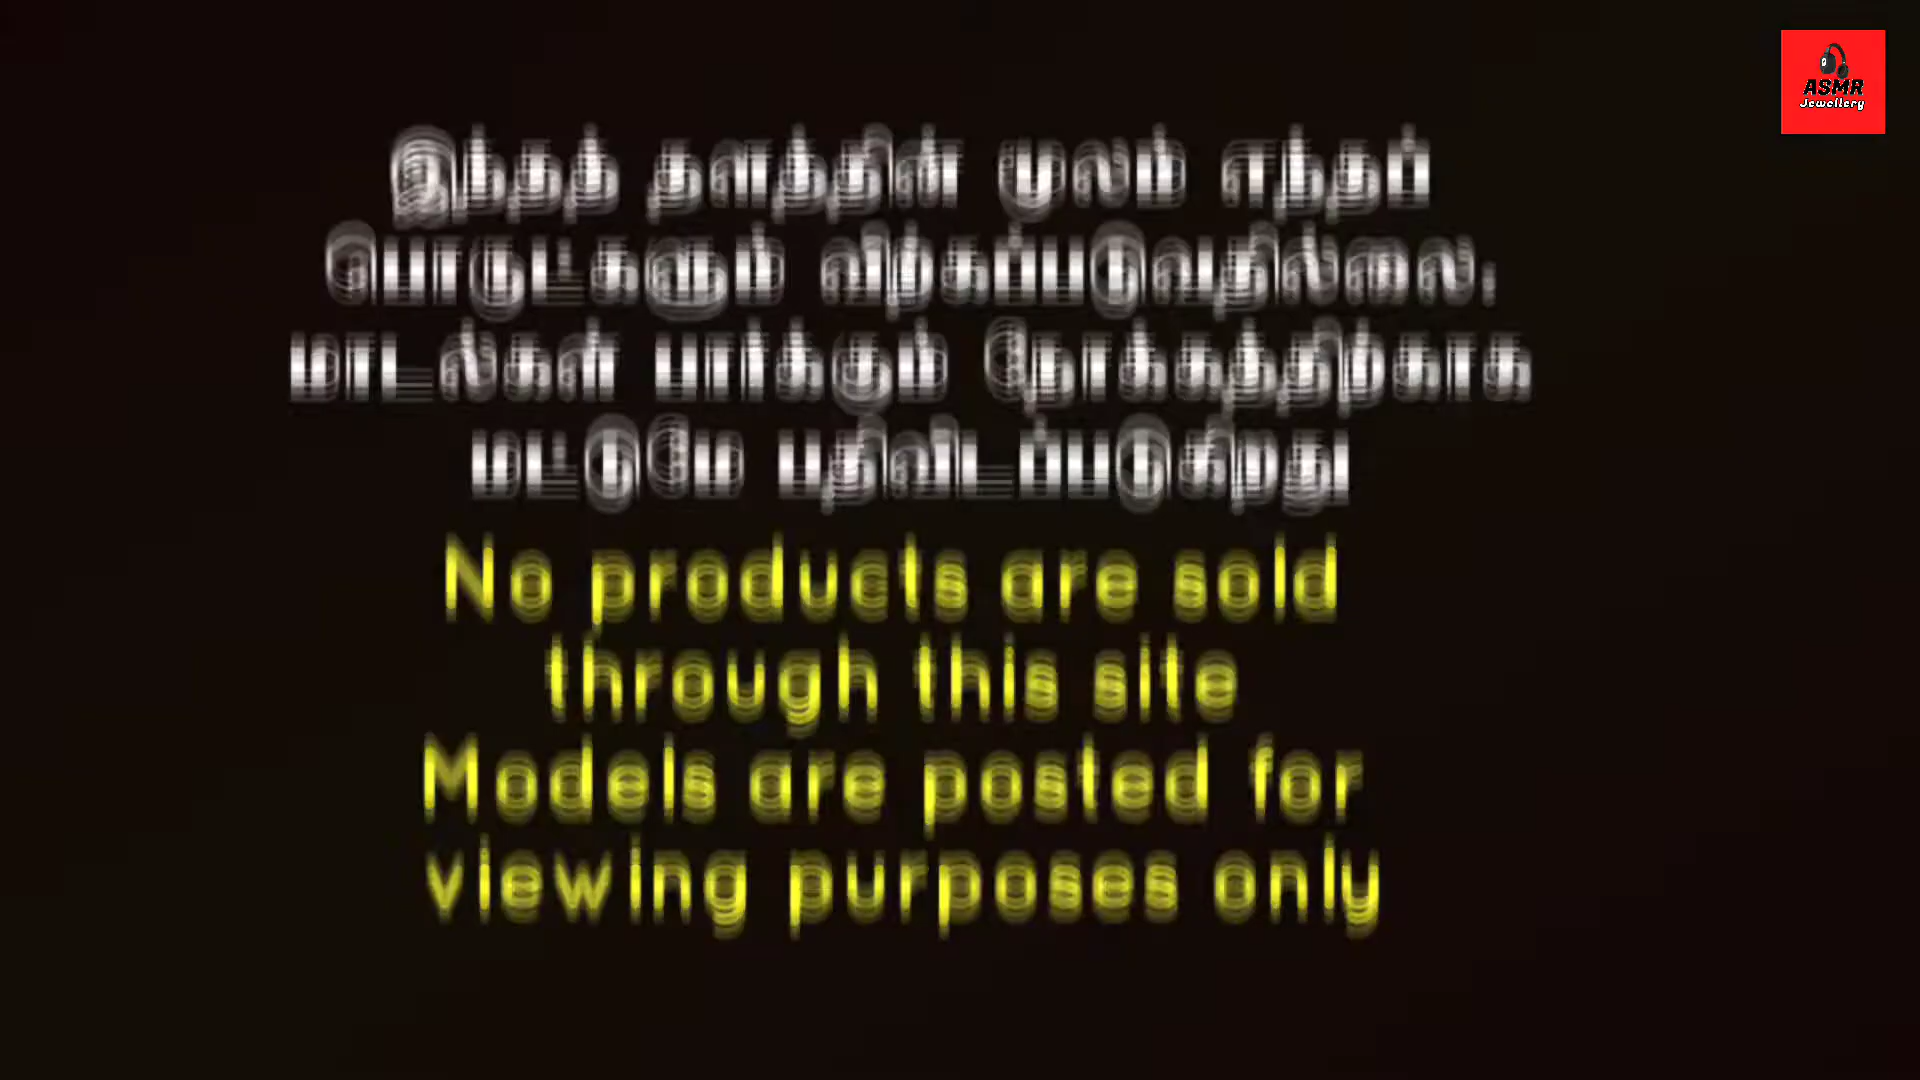 இந்தத் தளத்தின் மூலம் எந்தப்
பொருட்களும் விற்கப்படுவதில்லை,
மாடல்கள் பார்க்கும் நோக்கத்திற்காக
மட்டுமே பதிவிடப்படுகிறது
No products are sold
through this site
Models are posted for
viewing purposes only
ASMR
Jewellery